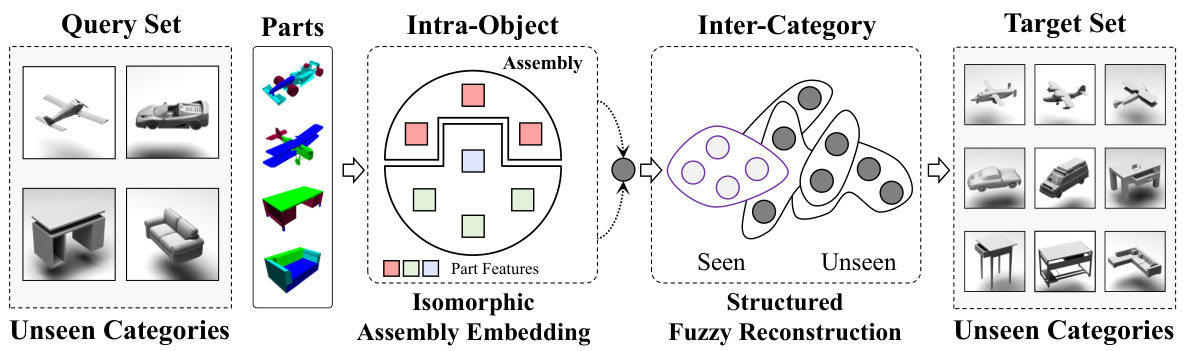 Query Set
Unseen Categories
Parts
Intra-Object
Assembly
Part Features
Isomorphic
Assembly Embedding
Inter-Category
Seen
Unseen
Structured
Fuzzy Reconstruction
Target Set
Unseen Categories